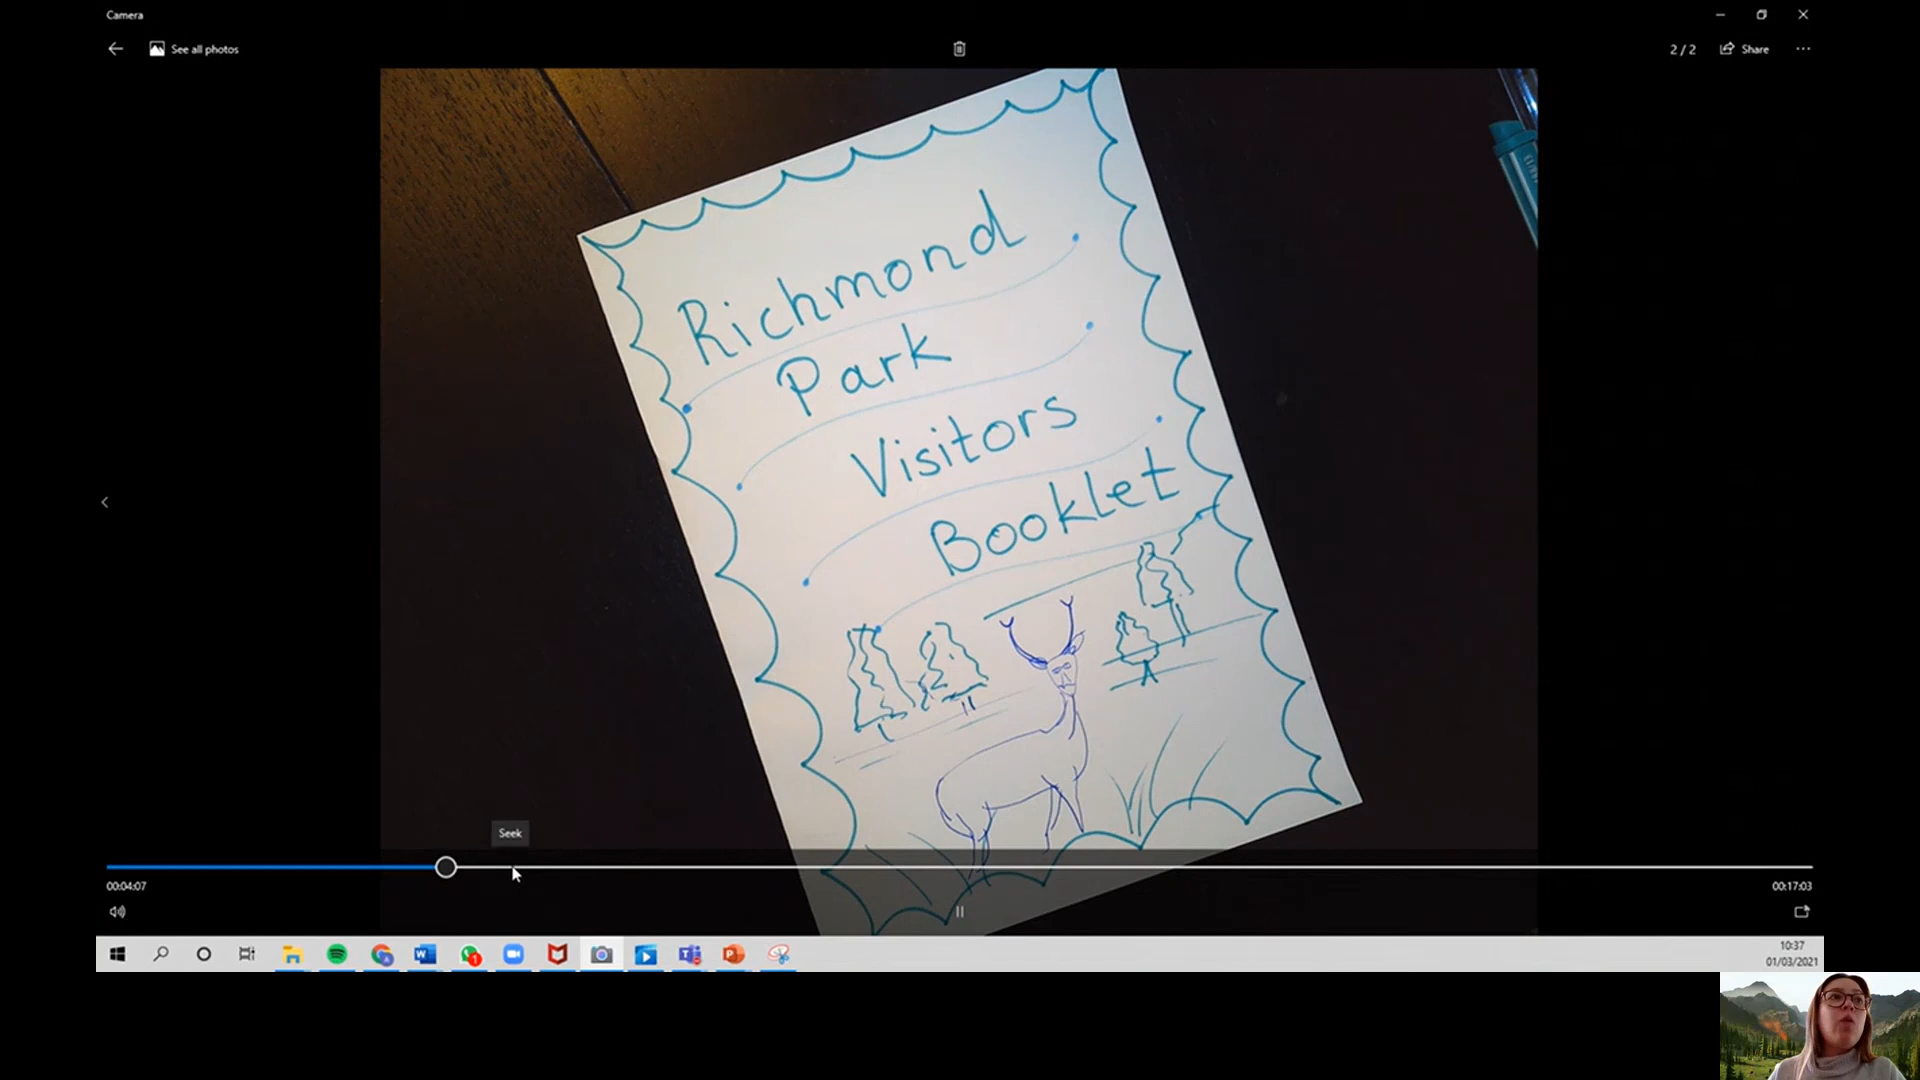 Camera
See all photos
2 / 2
Share
Richmond
Park
Visitors
Booklet
Seek
00:04:07
00:17:03
10:37
01/03/2021